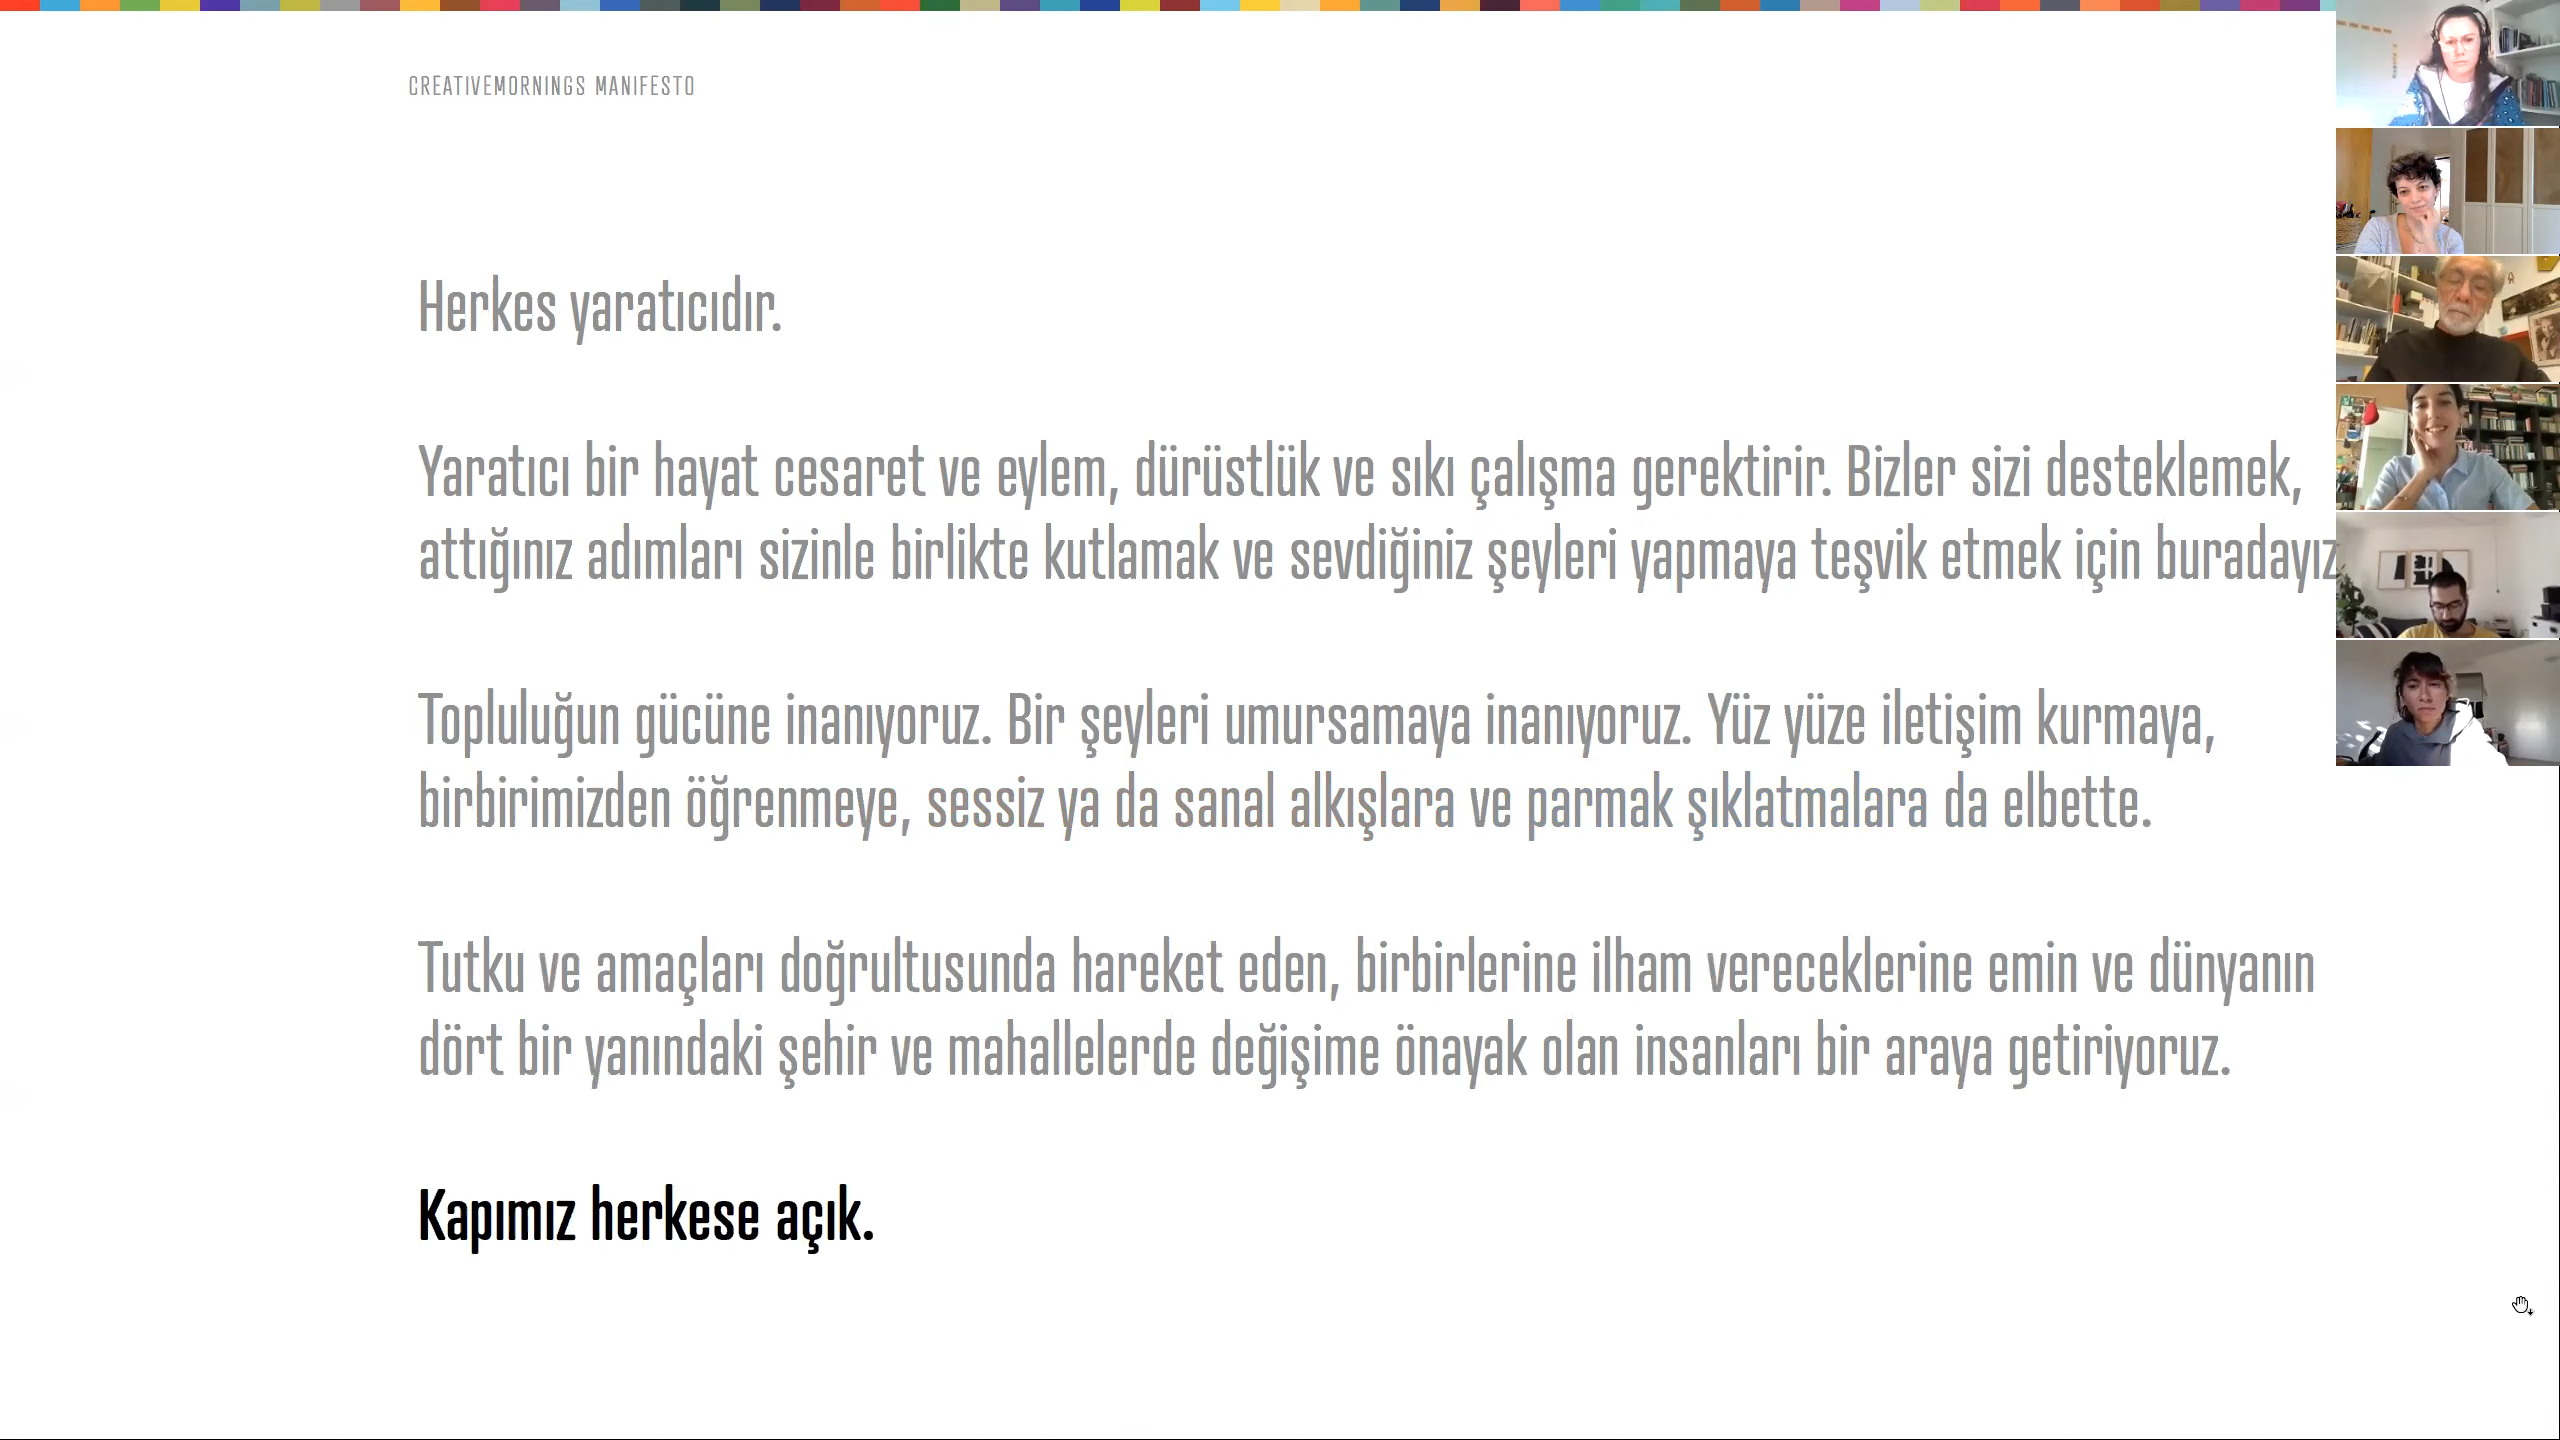 CREATIVEMORNINGS MANIFESTO
Herkes yaratıcıdır.
Yaratıcı bir hayat cesaret ve eylem, dürüstlük ve sıkı çalışma gerektirir. Bizler sizi desteklemek,
attığınız adımları sizinle birlikte kutlamak ve sevdiğiniz şeyleri yapmaya teşvik etmek için buradayız
Topluluğun gücüne inanıyoruz. Bir şeyleri umursamaya inanıyoruz. Yüz yüze iletişim kurmaya,
birbirimizden öğrenmeye, sessiz ya da sanal alkışlara ve parmak şıklatmalara da elbette.
Tutku ve amaçları doğrultusunda hareket eden, birbirlerine ilham vereceklerine emin ve dünyanın
dört bir yanındaki şehir ve mahallelerde değişime önayak olan insanları bir araya getiriyoruz.
Kapımız herkese açık.